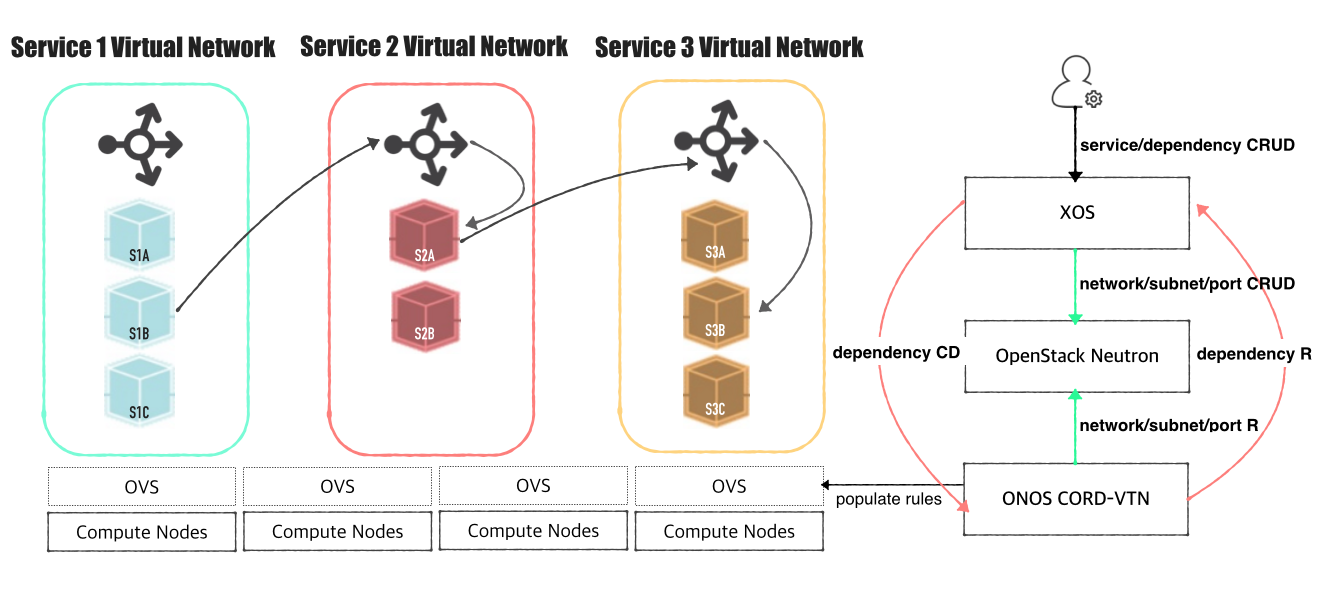 Service 1 Virtual Network
Service 2 Virtual Network
Service 3 Virtual Network
S1A
S1B
S1C
S2A
S2B
S3A
S3B
S3C
OVS
OVS
OVS
OVS
Compute Nodes
Compute Nodes
Compute Nodes
Compute Nodes
service/dependency CRUD
XOS
network/subnet/port CRUD
dependency CD
OpenStack Neutron
dependency R
network/subnet/port R
populate rules
ONOS CORD-VTN